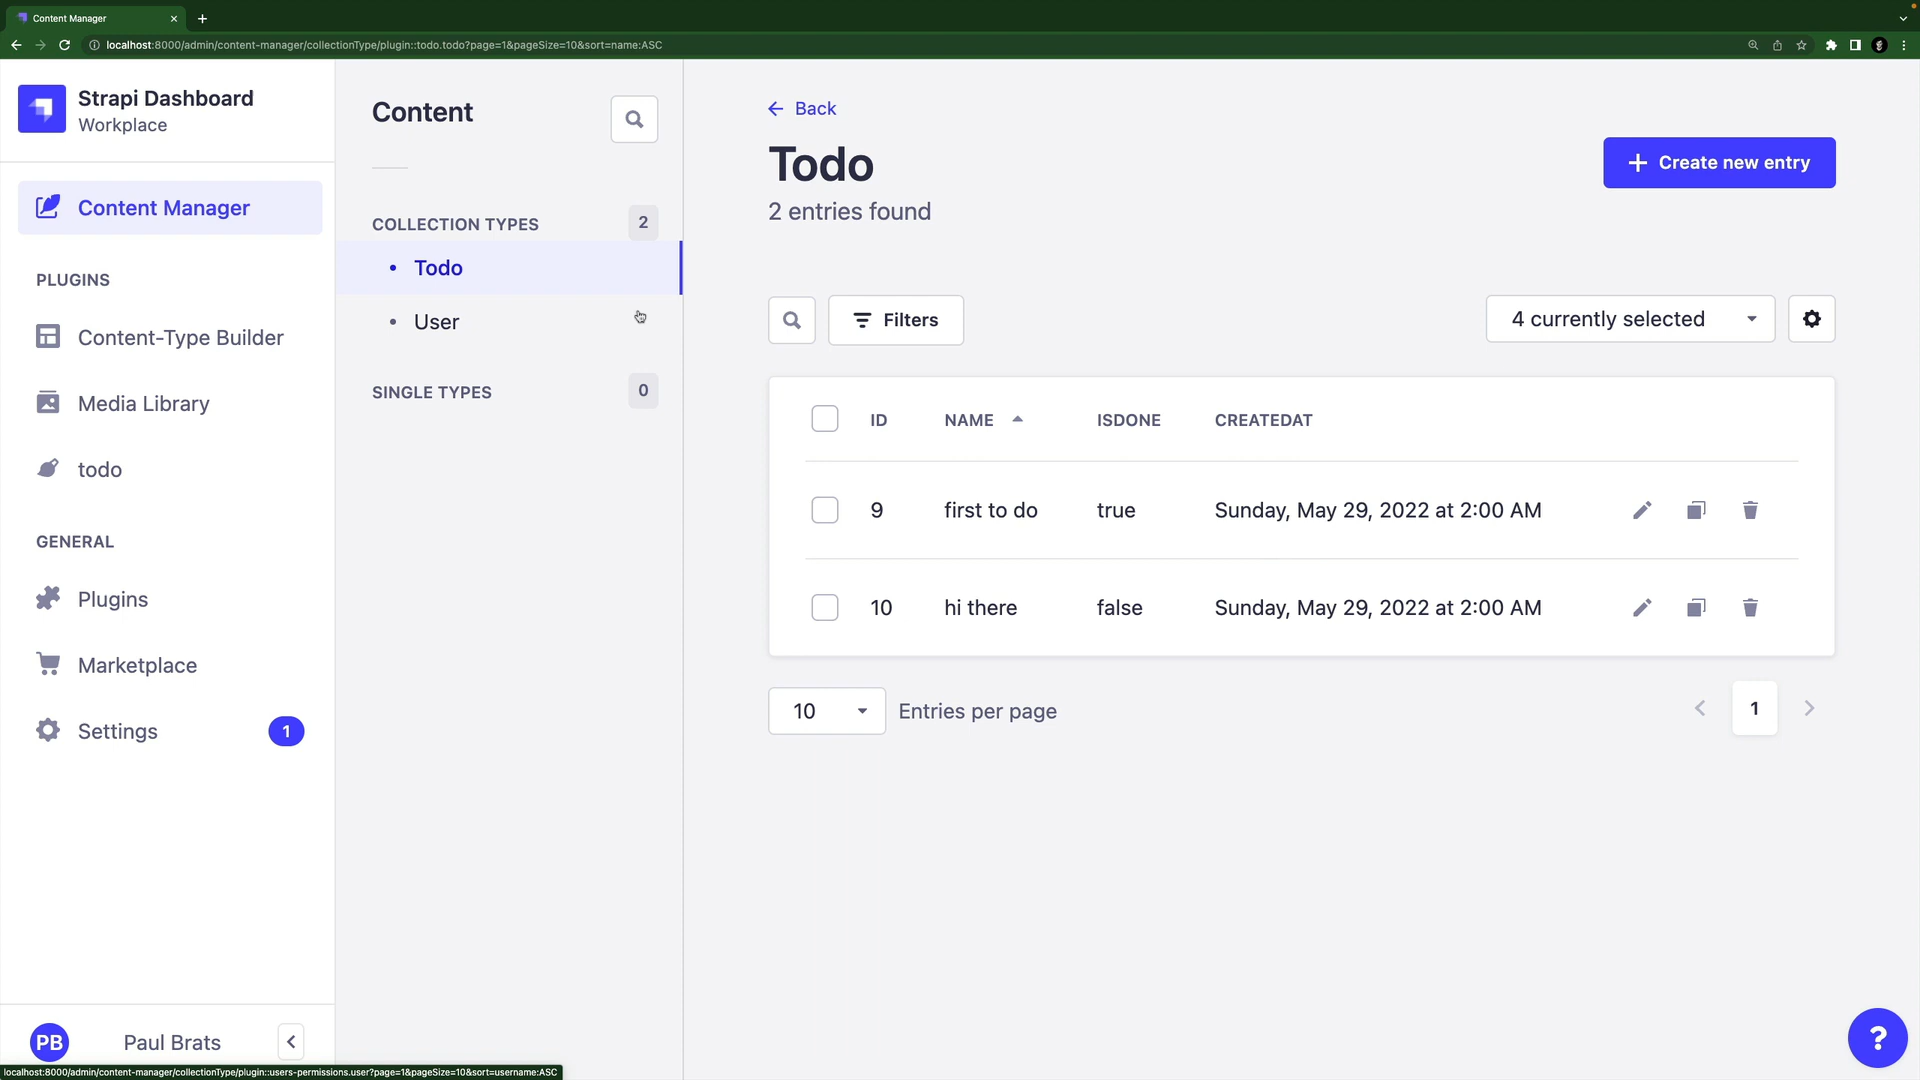 Content Manager
localhost:8000/admin/content-manager/collectionType/plugin::todo.todo?page=1&pageSize=10&sort=name:ASC
Strapi Dashboard
Workplace
Content Manager
PLUGINS
Content-Type Builder
Media Library
todo
GENERAL
Plugins
Marketplace
Settings 1
PB Paul Brats
localhost:8000/admin/content-manager/collectionType/plugin::users-permissions.user?page=1&pageSize=10&sort=username:ASC
Content
COLLECTION TYPES 2
Todo
User
SINGLE TYPES 0
Back
Todo
2 entries found
Create new entry
Filters
4 currently selected
ID NAME ISDONE CREATEDAT
9 first to do true Sunday, May 29, 2022 at 2:00 AM
10 hi there false Sunday, May 29, 2022 at 2:00 AM
10 Entries per page
1
?